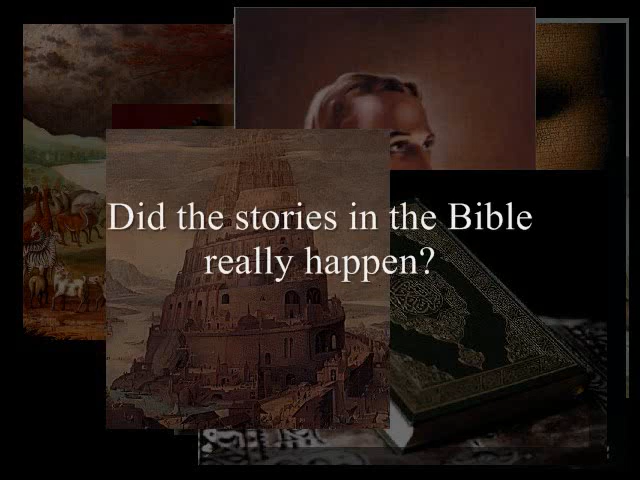 Did the stories in the Bible
really happen?